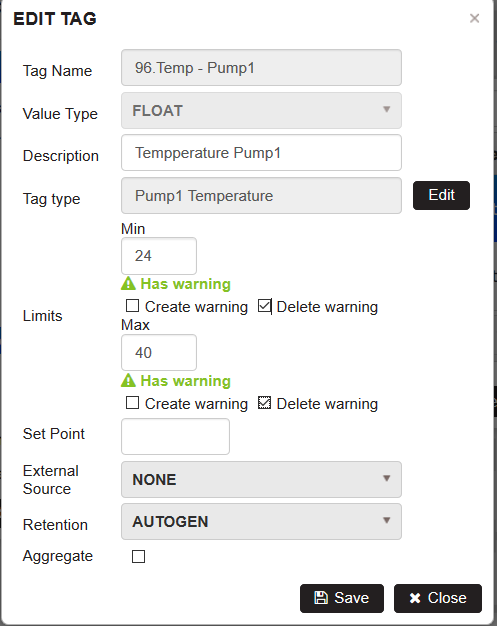 EDIT TAG ×
Tag Name 96.Temp - Pump1
Value Type FLOAT
Description Tempperature Pump1
Tag type Pump1 Temperature Edit
Min
24
Has warning
Create warning Delete warning
Limits
Max
40
Has warning
Create warning Delete warning
Set Point
External
Source NONE
Retention AUTOGEN
Aggregate
Save Close